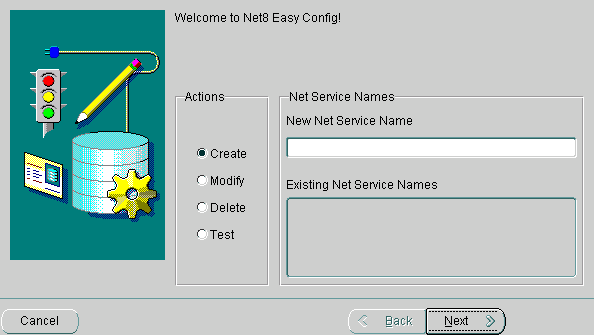 Welcome to Net8 Easy Config!
Actions
Create
Modify
Delete
Test
Net Service Names
New Net Service Name
Existing Net Service Names
Cancel
Back
Next